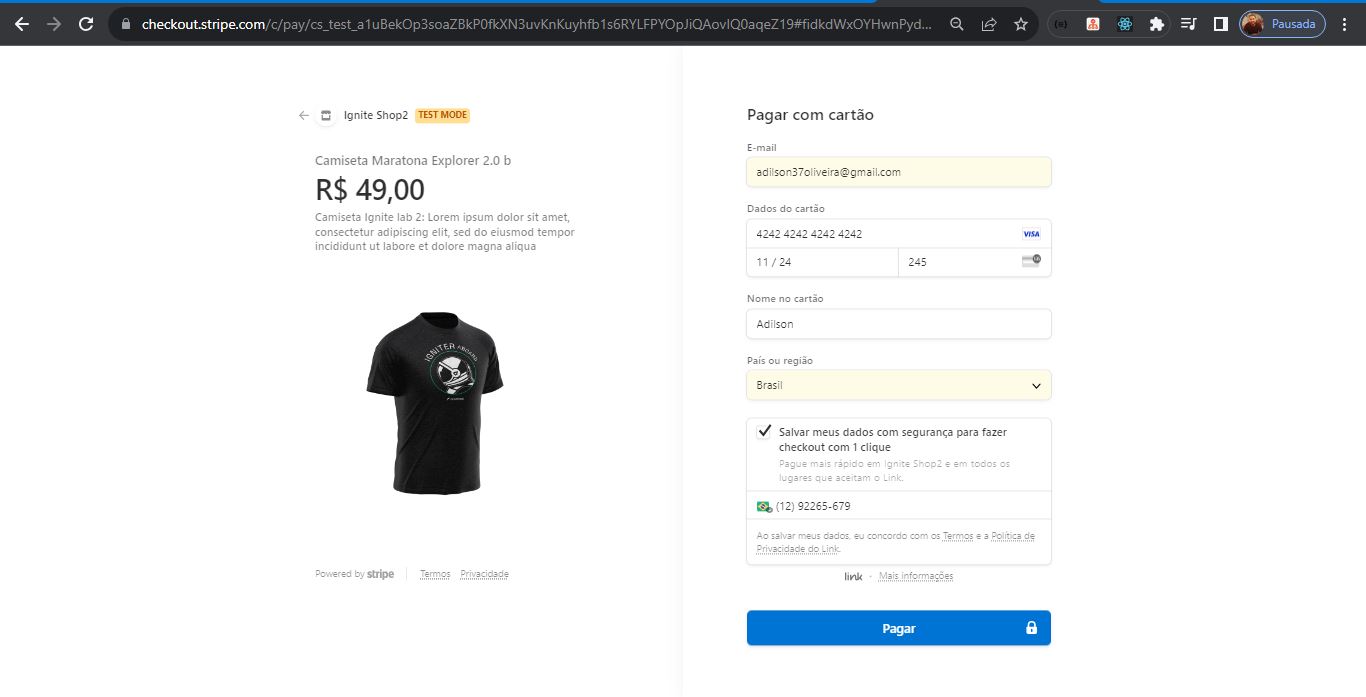 checkout.stripe.com/c/pay/cs_test_a1uBekOp3soaZBkP0fkXN3uvKnKuyhfb1s6RYLFPYOpJiQAovIQ0aqeZ19#fidkdWxOYHwnPyd...
Pausada
Ignite Shop2 TEST MODE
Camiseta Maratona Explorer 2.0 b
R$ 49,00
Camiseta Ignite lab 2: Lorem ipsum dolor sit amet,
consectetur adipiscing elit, sed do eiusmod tempor
incididunt ut labore et dolore magna aliqua
IGNITER ABOARD
Powered by stripe
Termos Privacidade
Pagar com cartão
E-mail
adilson37oliveira@gmail.com
Dados do cartão
4242 4242 4242 4242 VISA
11 / 24 245
Nome no cartão
Adilson
País ou região
Brasil
Salvar meus dados com segurança para fazer
checkout com 1 clique
Pague mais rápido em Ignite Shop2 e em todos os
lugares que aceitam o Link.
(12) 92265-679
Ao salvar meus dados, eu concordo com os Termos e a Política de
Privacidade do Link.
link · Mais informações
Pagar